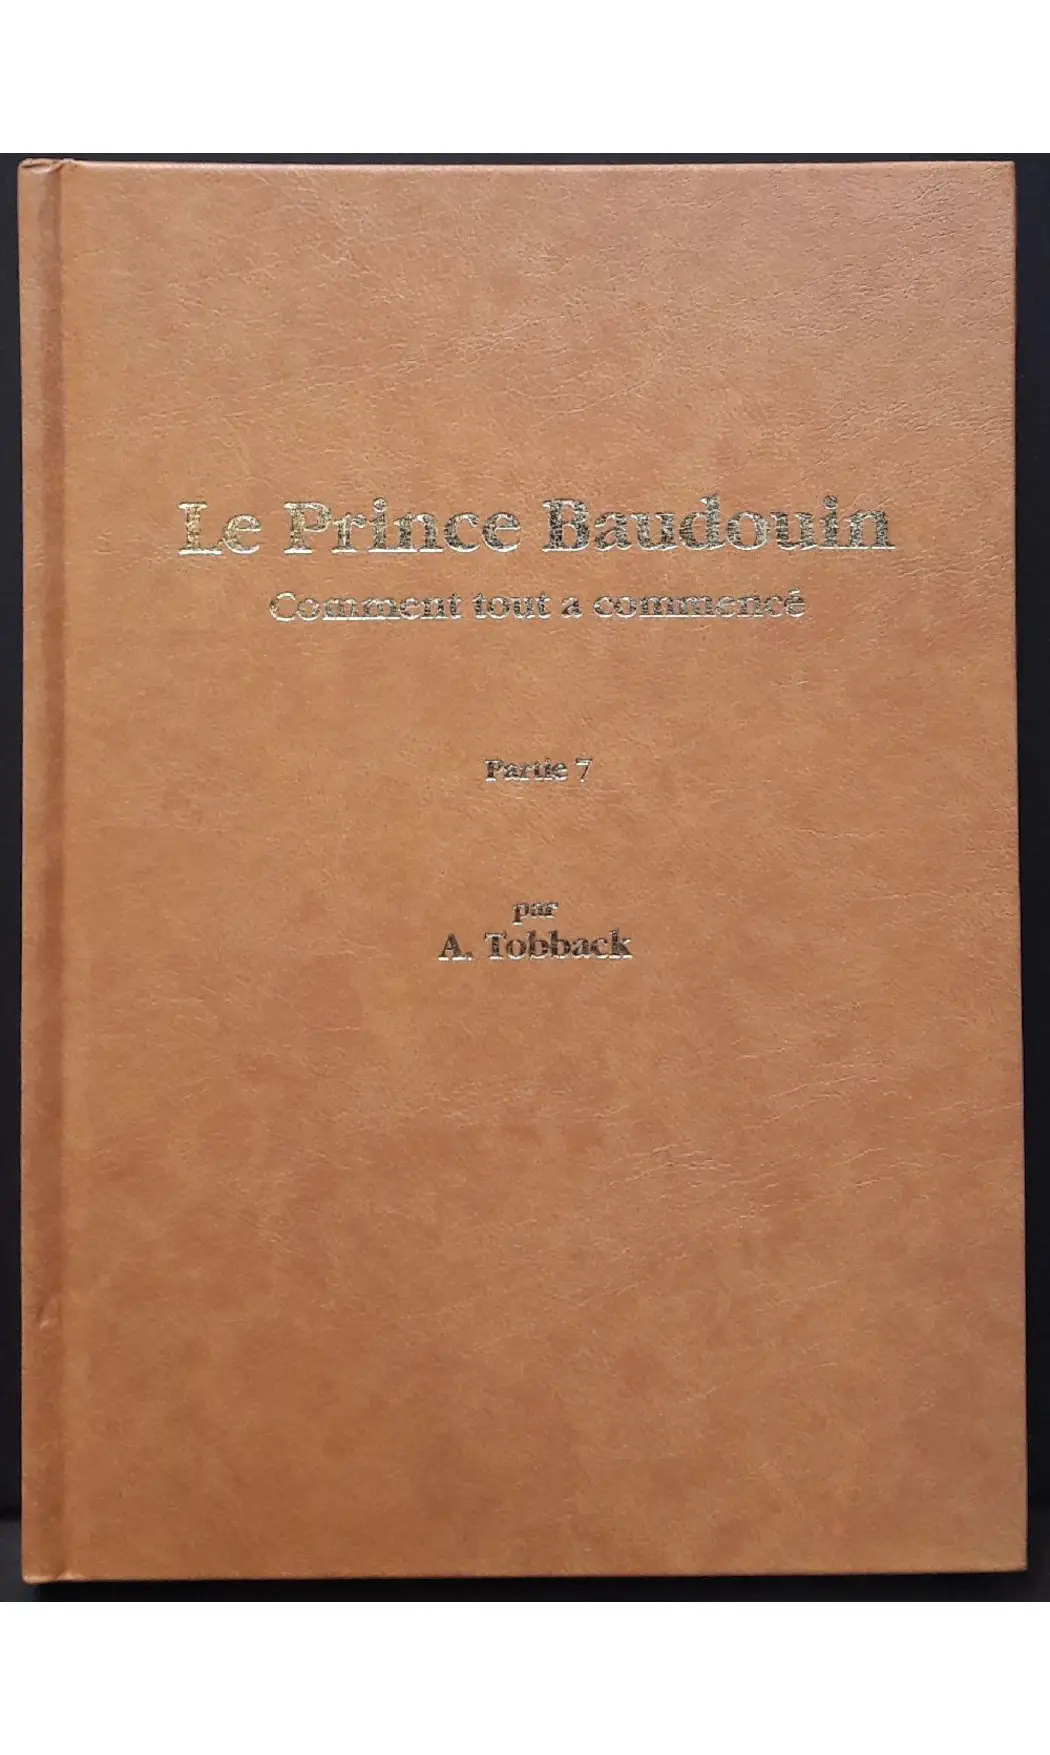 Le Prince Baudouin
Comment tout a commencé
Partie 7
par
A. Tobback